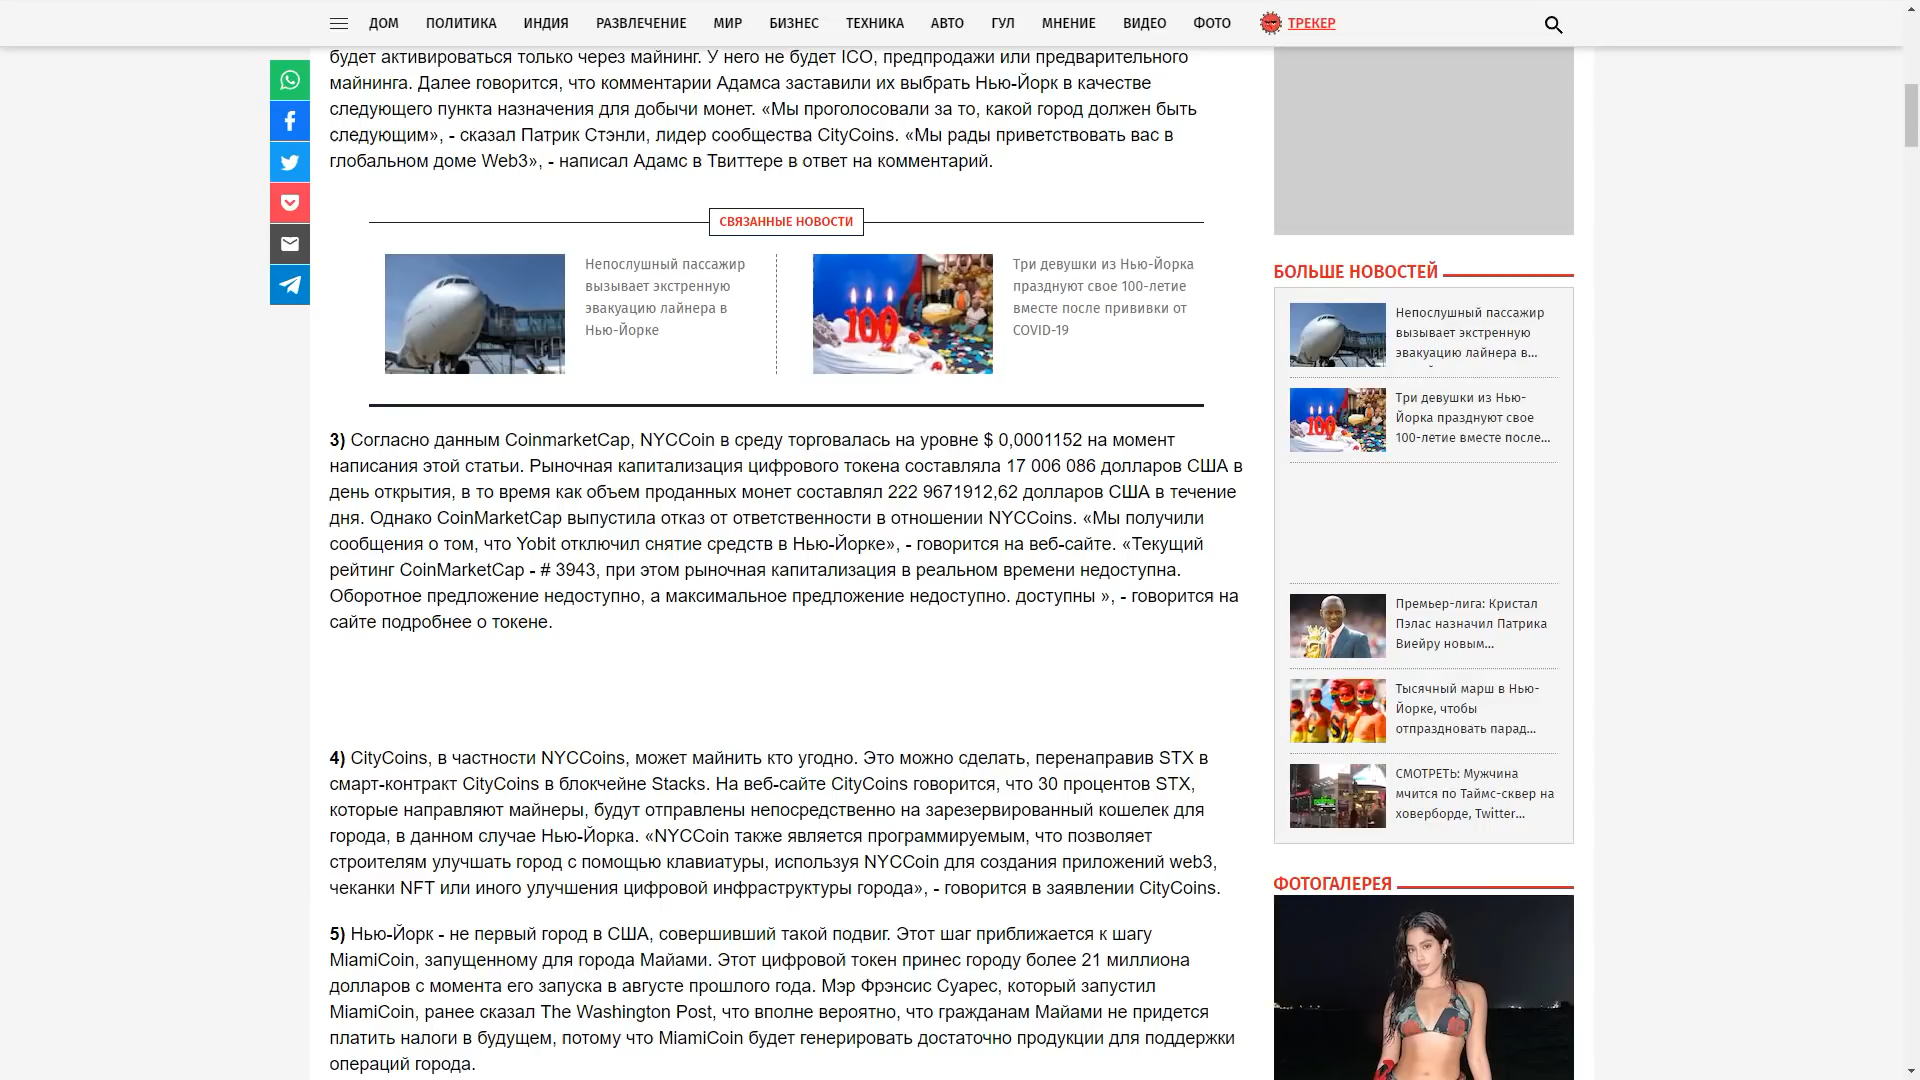 ДОМ ПОЛИТИКА ИНДИЯ РАЗВЛЕЧЕНИЕ МИР БИЗНЕС ТЕХНИКА АВТО ГУЛ МНЕНИЕ ВИДЕО ФОТО ТРЕКЕР
будет активироваться только через майнинг. У него не будет ICO, предпродажи или предварительного
майнинга. Далее говорится, что комментарии Адамса заставили их выбрать Нью-Йорк в качестве
следующего пункта назначения для добычи монет. «Мы проголосовали за то, какой город должен быть
следующим», - сказал Патрик Стэнли, лидер сообщества CityCoins. «Мы рады приветствовать вас в
глобальном доме Web3», - написал Адамс в Твиттере в ответ на комментарий.
СВЯЗАННЫЕ НОВОСТИ
Непослушный пассажир
вызывает экстренную
эвакуацию лайнера в
Нью-Йорке
Три девушки из Нью-Йорка
празднуют свое 100-летие
вместе после прививки от
COVID-19
3) Согласно данным CoinmarketCap, NYCCoin в среду торговалась на уровне $ 0,0001152 на момент
написания этой статьи. Рыночная капитализация цифрового токена составляла 17 006 086 долларов США в
день открытия, в то время как объем проданных монет составлял 222 9671912,62 долларов США в течение
дня. Однако CoinMarketCap выпустила отказ от ответственности в отношении NYCCoins. «Мы получили
сообщения о том, что Yobit отключил снятие средств в Нью-Йорке», - говорится на веб-сайте. «Текущий
рейтинг CoinMarketCap - # 3943, при этом рыночная капитализация в реальном времени недоступна.
Оборотное предложение недоступно, а максимальное предложение недоступно. доступны », - говорится на
сайте подробнее о токене.
4) CityCoins, в частности NYCCoins, может майнить кто угодно. Это можно сделать, перенаправив STX в
смарт-контракт CityCoins в блокчейне Stacks. На веб-сайте CityCoins говорится, что 30 процентов STX,
которые направляют майнеры, будут отправлены непосредственно на зарезервированный кошелек для
города, в данном случае Нью-Йорка. «NYCCoin также является программируемым, что позволяет
строителям улучшать город с помощью клавиатуры, используя NYCCoin для создания приложений web3,
чеканки NFT или иного улучшения цифровой инфраструктуры города», - говорится в заявлении CityCoins.
5) Нью-Йорк - не первый город в США, совершивший такой подвиг. Этот шаг приближается к шагу
MiamiCoin, запущенному для города Майами. Этот цифровой токен принес городу более 21 миллиона
долларов с момента его запуска в августе прошлого года. Мэр Фрэнсис Суарес, который запустил
MiamiCoin, ранее сказал The Washington Post, что вполне вероятно, что гражданам Майами не придется
платить налоги в будущем, потому что MiamiCoin будет генерировать достаточно продукции для поддержки
операций города.
БОЛЬШЕ НОВОСТЕЙ
Непослушный пассажир
вызывает экстренную
эвакуацию лайнера в...
Три девушки из Нью-
Йорка празднуют свое
100-летие вместе после...
Премьер-лига: Кристал
Пэлас назначил Патрика
Виейру новым...
Тысячный марш в Нью-
Йорке, чтобы
отпраздновать парад...
СМОТРЕТЬ: Мужчина
мчится по Таймс-сквер на
ховерборде, Twitter...
ФОТОГАЛЕРЕЯ